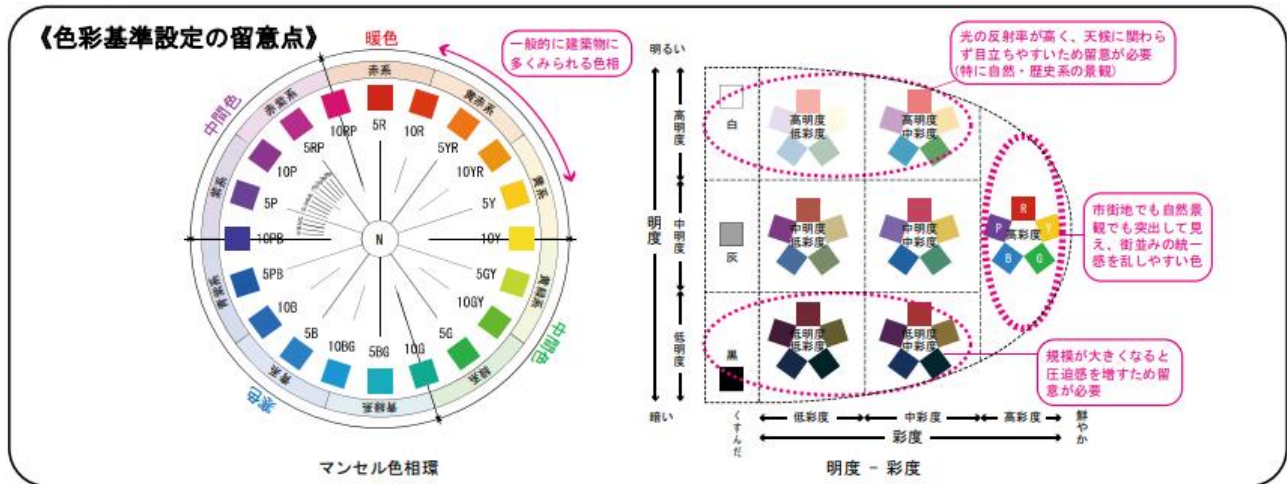 《色彩基準設定の留意点》
暖色
一般的に建築物に
多くみられる色相
中間色
赤紫系
赤系
黄赤系
黄系
黄緑系
中間色
緑系
青緑系
青系
寒色
青紫系
紫系
5R
10R
5YR
10YR
5Y
10Y
5GY
10GY
5G
10G
5BG
10BG
5B
10B
5PB
10PB
5P
10P
5RP
10RP
N
マンセル色相環
明るい
明度
暗い
高明度
中明度
低明度
白
灰
黒
高明度
低彩度
高明度
中彩度
中明度
低彩度
中明度
中彩度
低明度
低彩度
低明度
中彩度
R
P
Y
高彩度
B
G
光の反射率が高く、天候に関わら
ず目立ちやすいため留意が必要
(特に自然・歴史系の景観)
市街地でも自然景
観でも突出して見
え、街並みの統一
感を乱しやすい色
規模が大きくなると
圧迫感を増すため留
意が必要
くすんだ
低彩度
中彩度
高彩度
鮮やか
彩度
明度 − 彩度